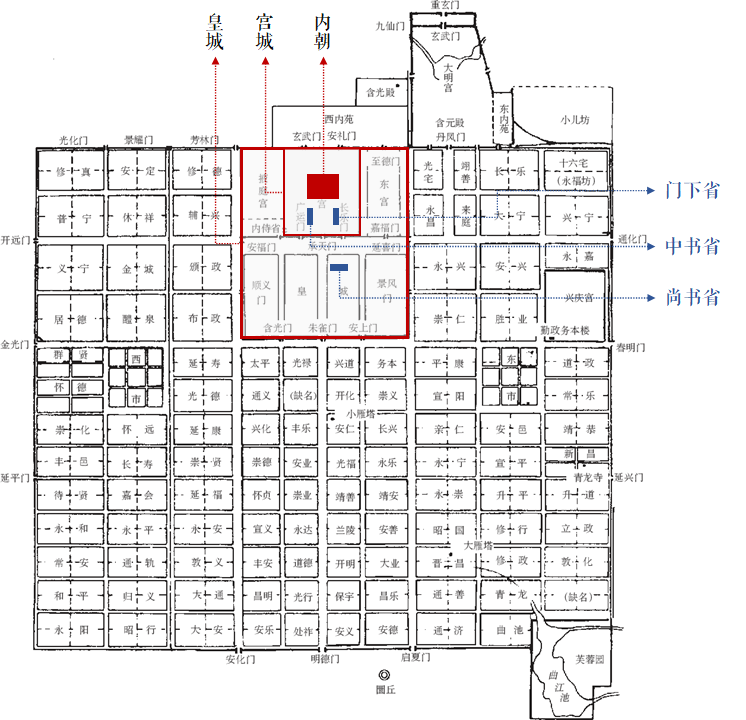 皇城
宫城
内朝
重玄门
九仙门
玄武门
大明宫
含光殿
西内苑
含元殿
丹凤门
东内苑
小儿坊
光化门
景耀门
芳林门
玄武门
安礼门
修真
安定
修德
掖庭宫
宫
东宫
至德门
光宅
翊善
长乐
十六宅
(永福坊)
门下省
普宁
休祥
辅兴
广运门
长乐门
永昌
来庭
大宁
兴宁
内侍省
承天门
嘉福门
开远门
安福门
延喜门
通化门
中书省
义宁
金城
颁政
顺义门
皇
城
景风门
永兴
安兴
永嘉
兴庆宫
尚书省
居德
醴泉
布政
崇仁
胜业
勤政务本楼
含光门
朱雀门
安上门
金光门
春明门
群贤
西市
延寿
太平
光禄
兴道
务本
平康
东市
道政
怀德
光德
通义
(缺名)
开化
崇义
宣阳
常乐
小雁塔
崇化
怀远
延康
兴化
丰乐
安仁
长兴
亲仁
安邑
靖恭
丰邑
长寿
崇贤
崇德
安业
光福
永乐
永宁
宣平
新昌
延平门
青龙寺
延兴门
待贤
嘉会
延福
怀贞
崇业
靖善
靖安
永崇
升平
升道
永和
永平
永安
宣义
永达
兰陵
安善
昭国
修行
立政
大雁塔
常安
通轨
敦义
丰安
道德
开明
大业
晋昌
修政
敦化
和平
归义
大通
昌明
光行
保宁
昌乐
通善
青龙
(缺名)
永阳
昭行
大安
安乐
处祚
安义
安德
通济
曲池
安化门
明德门
启夏门
圜丘
芙蓉园
曲江池